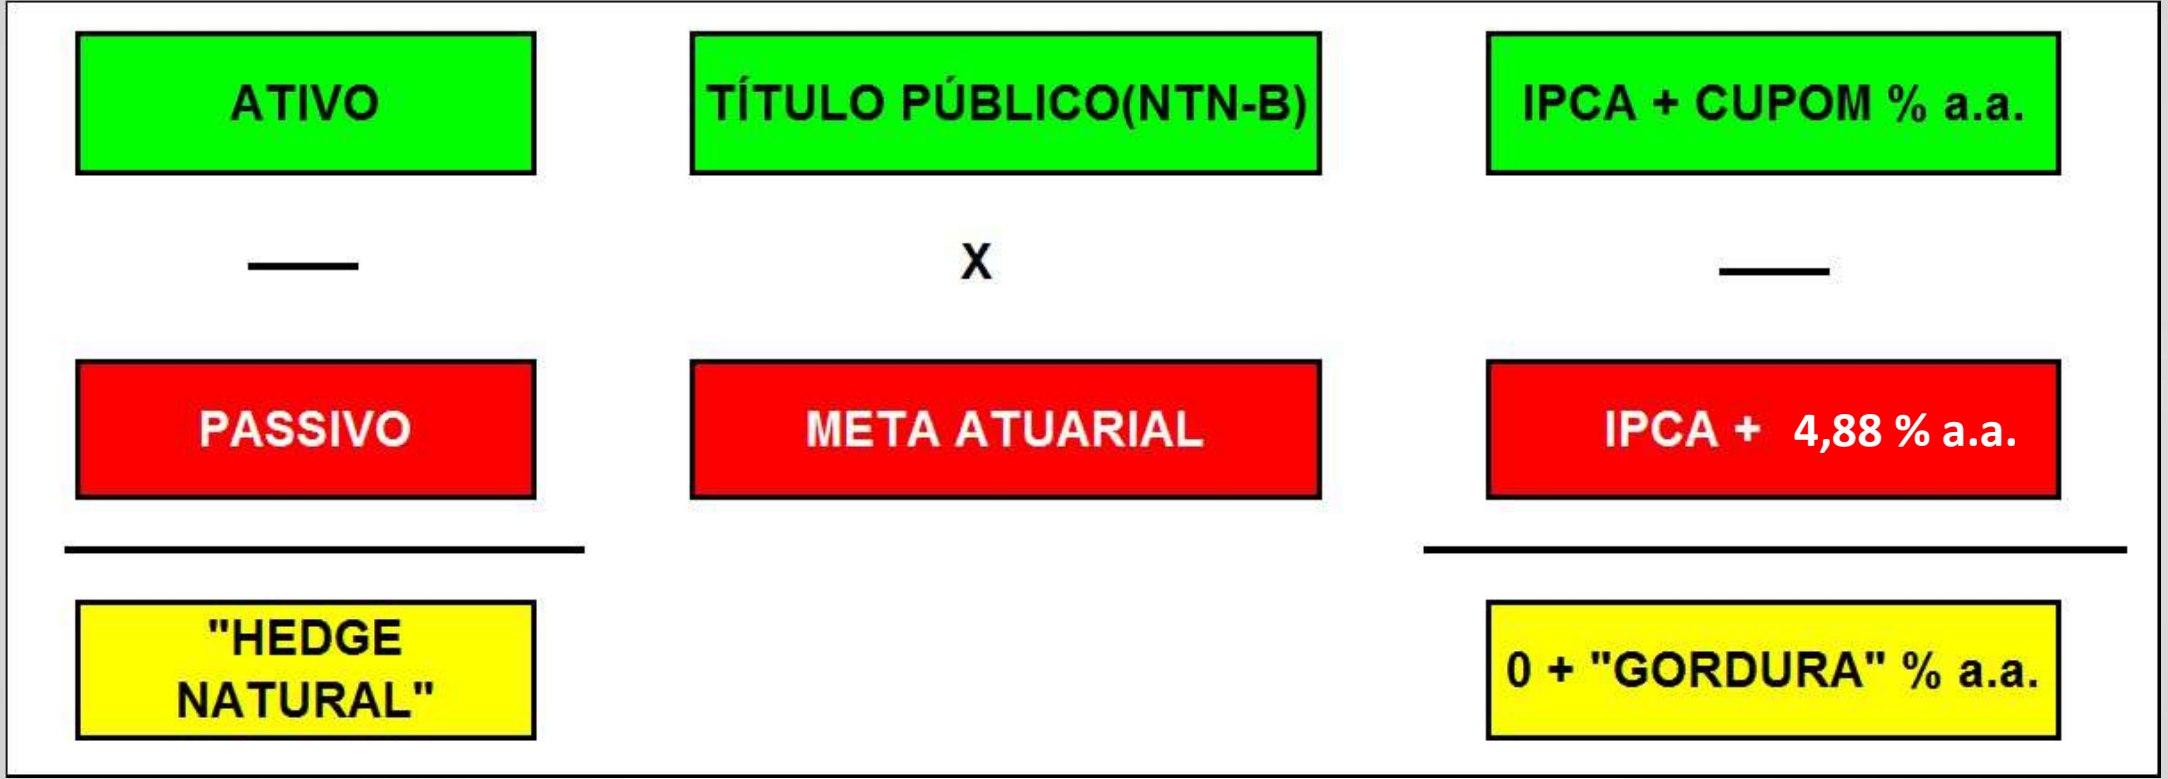 ATIVO
TÍTULO PÚBLICO(NTN-B)
IPCA + CUPOM % a.a.
X
PASSIVO
META ATUARIAL
IPCA + 4,88 % a.a.
"HEDGE
NATURAL"
0 + "GORDURA" % a.a.